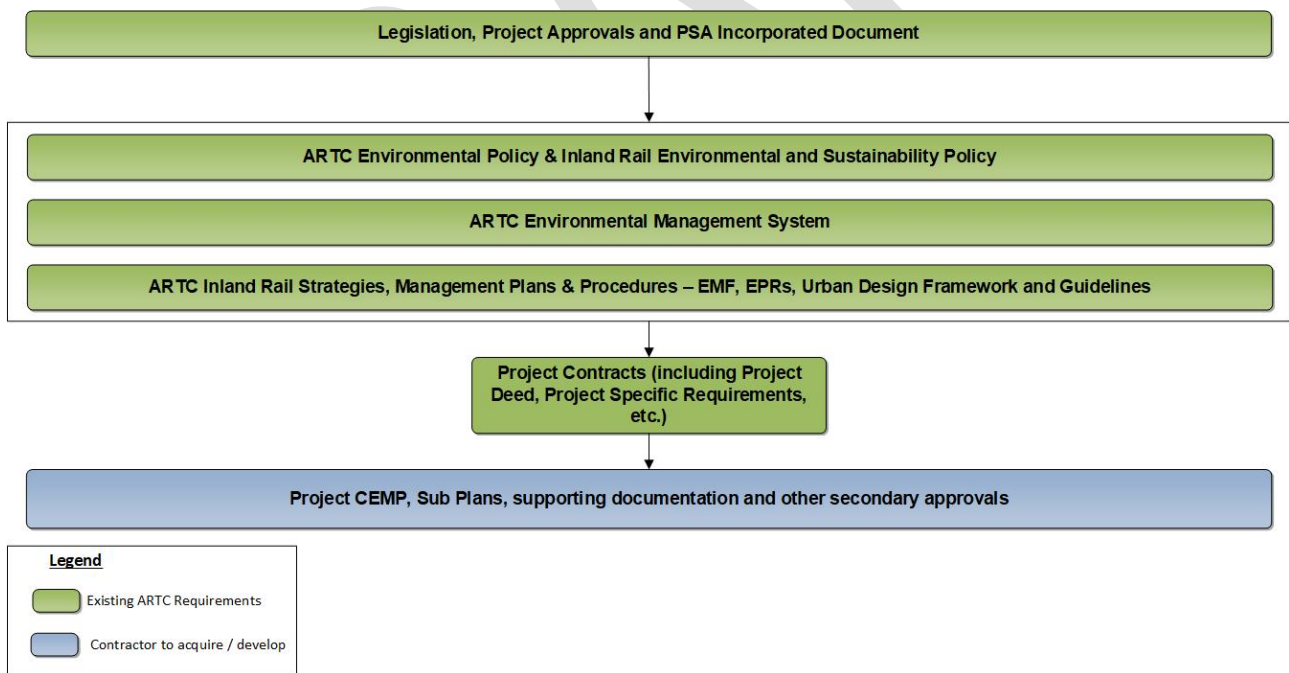 Legislation, Project Approvals and PSA Incorporated Document
ARTC Environmental Policy & Inland Rail Environmental and Sustainability Policy
ARTC Environmental Management System
ARTC Inland Rail Strategies, Management Plans & Procedures – EMF, EPRs, Urban Design Framework and Guidelines
Project Contracts (including Project
Deed, Project Specific Requirements,
etc.)
Project CEMP, Sub Plans, supporting documentation and other secondary approvals
Legend
Existing ARTC Requirements
Contractor to acquire / develop